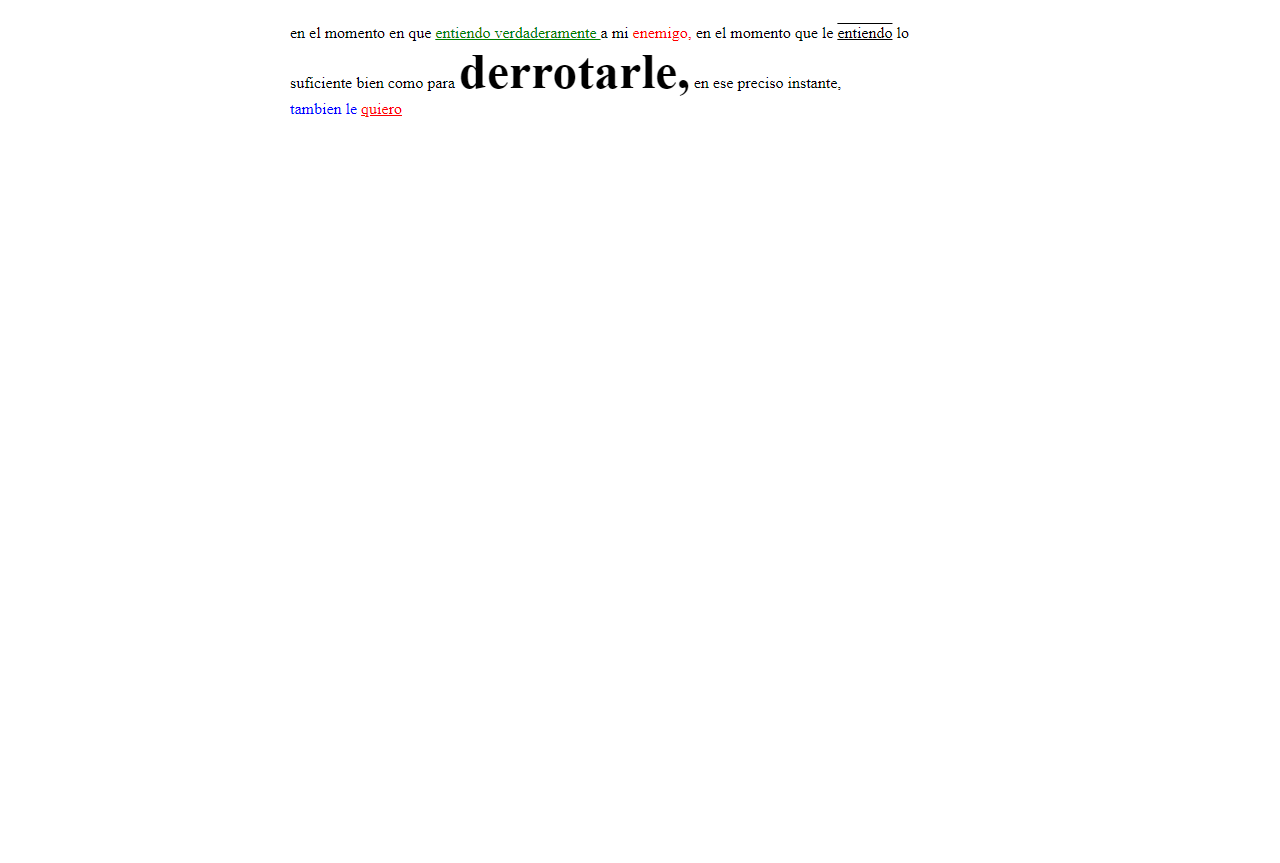 en el momento en que entiendo verdaderamente a mi enemigo, en el momento que le entiendo lo
suficiente bien como para derrotarle, en ese preciso instante,
tambien le quiero